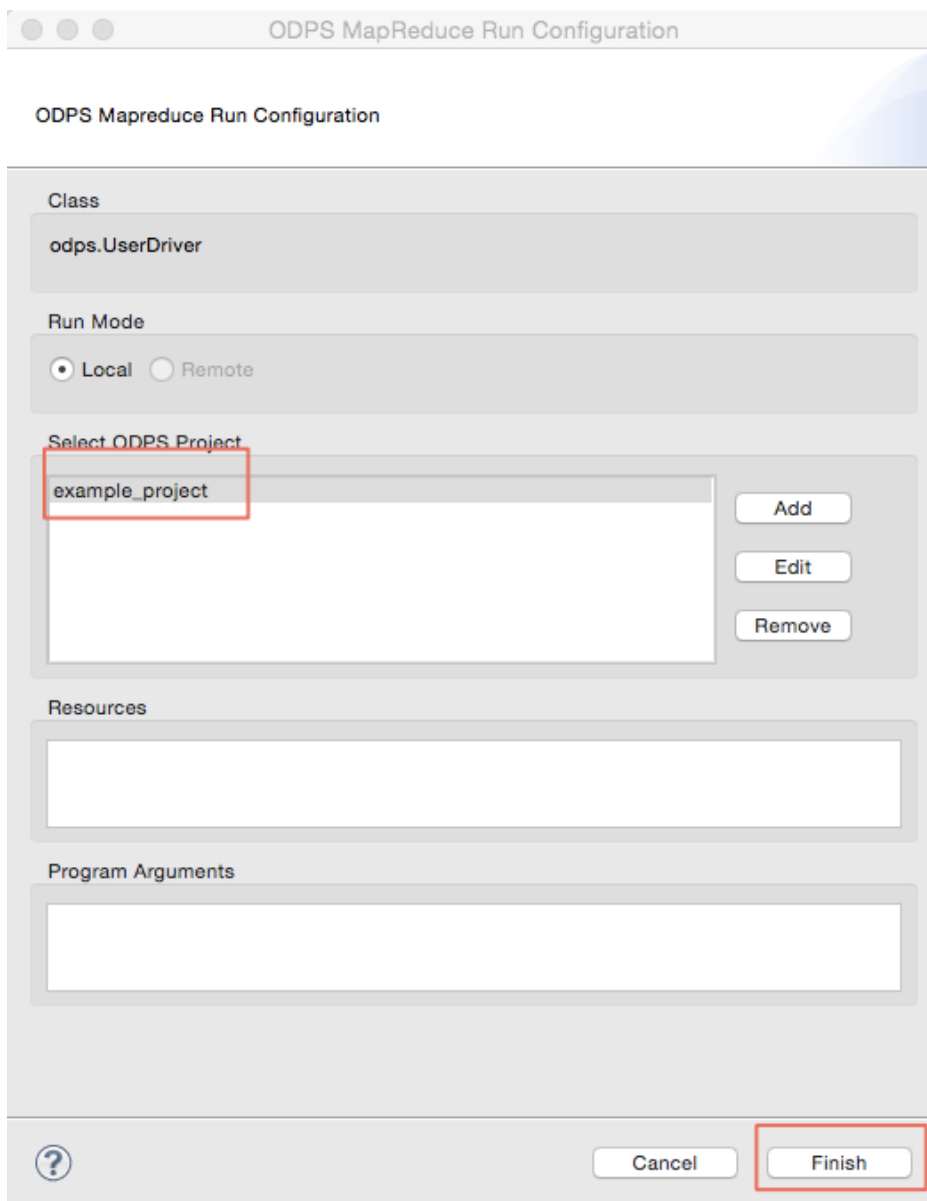 ODPS MapReduce Run Configuration
ODPS Mapreduce Run Configuration
Class
odps.UserDriver
Run Mode
Local Remote
Select ODPS Project
example_project
Add
Edit
Remove
Resources
Program Arguments
? Cancel Finish